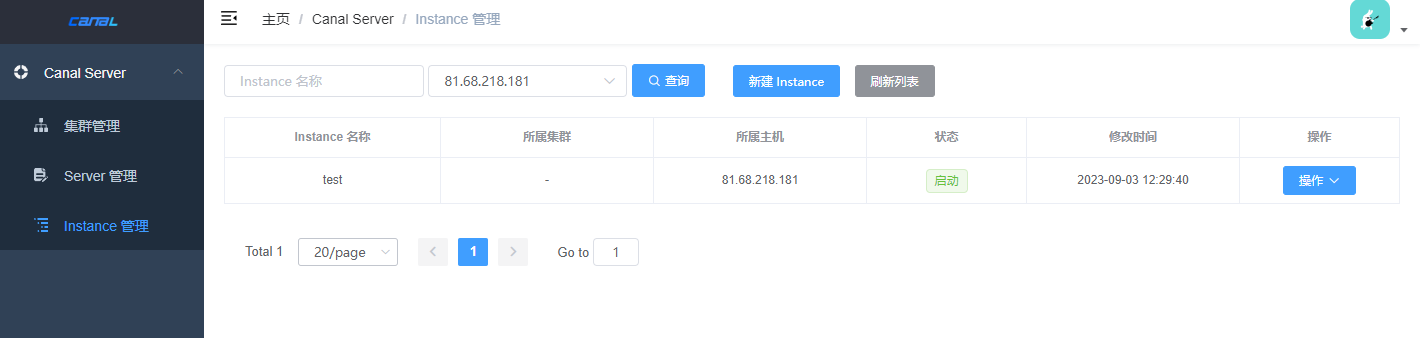 canal
主页 / Canal Server / Instance 管理
Canal Server
集群管理
Server 管理
Instance 管理
Instance 名称 81.68.218.181 查询 新建 Instance 刷新列表
Instance 名称 所属集群 所属主机 状态 修改时间 操作
test - 81.68.218.181 启动 2023-09-03 12:29:40 操作
Total 1 20/page 1 Go to 1